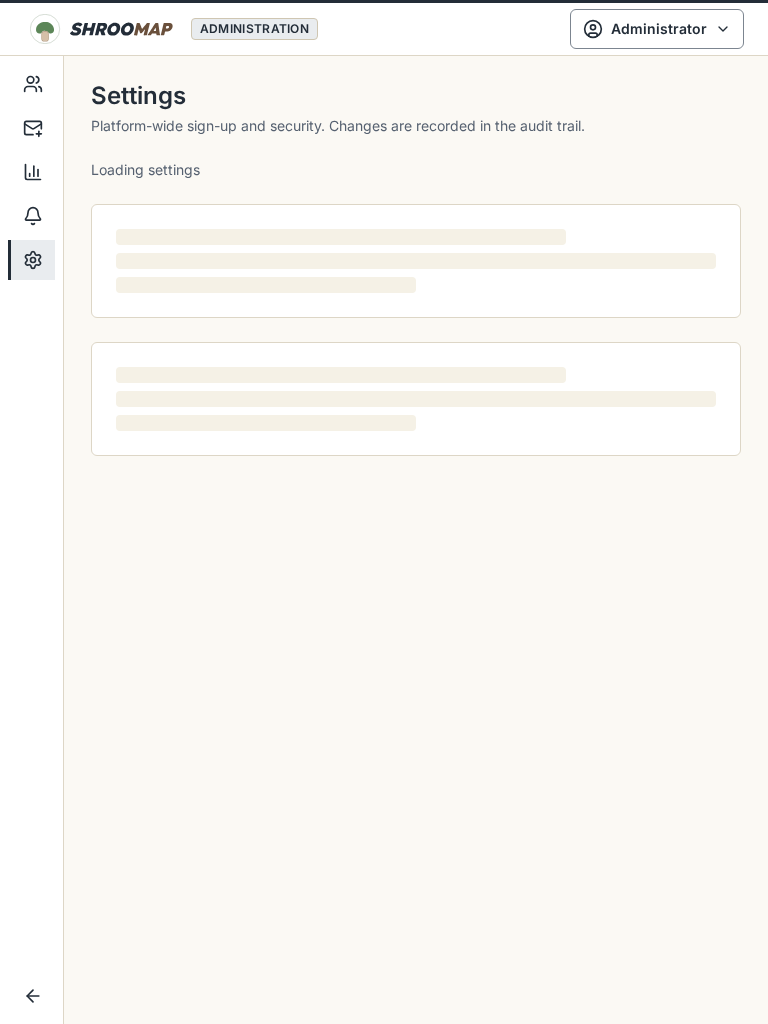 SHROOMAP
ADMINISTRATION
Administrator
Settings
Platform-wide sign-up and security. Changes are recorded in the audit trail.
Loading settings